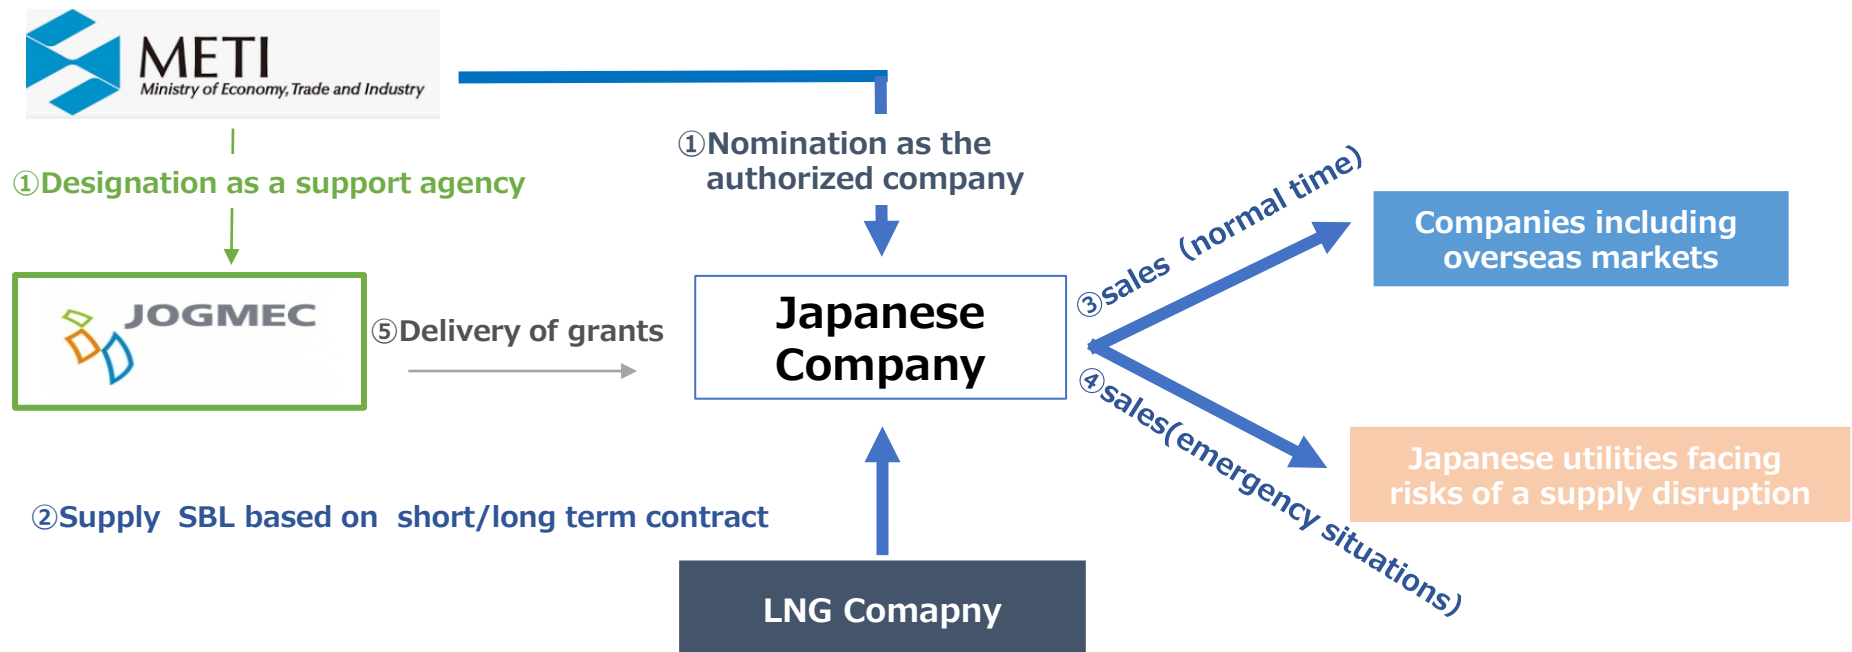 METI
Ministry of Economy, Trade and Industry
①Designation as a support agency
①Nomination as the
authorized company
JOGMEC
⑤Delivery of grants
Japanese
Company
③sales（normal time）
Companies including
overseas markets
④sales(emergency situations)
Japanese utilities facing
risks of a supply disruption
②Supply  SBL based on  short/long term contract
LNG Comapny